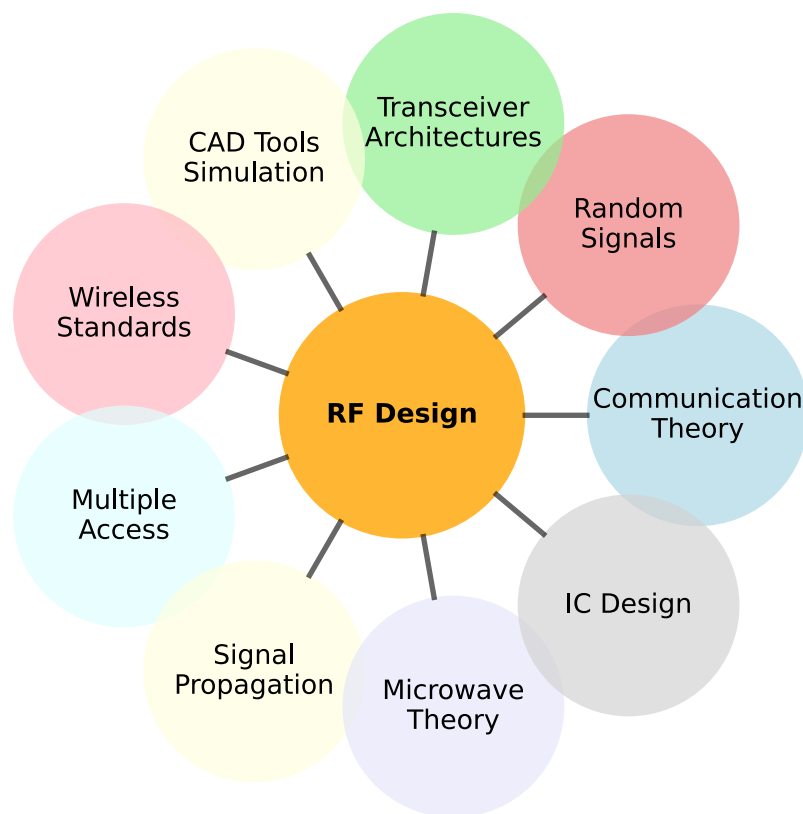 Transceiver
Architectures
CAD Tools
Simulation
Random
Signals
Wireless
Standards
Communication
Theory
RF Design
Multiple
Access
IC Design
Signal
Propagation
Microwave
Theory